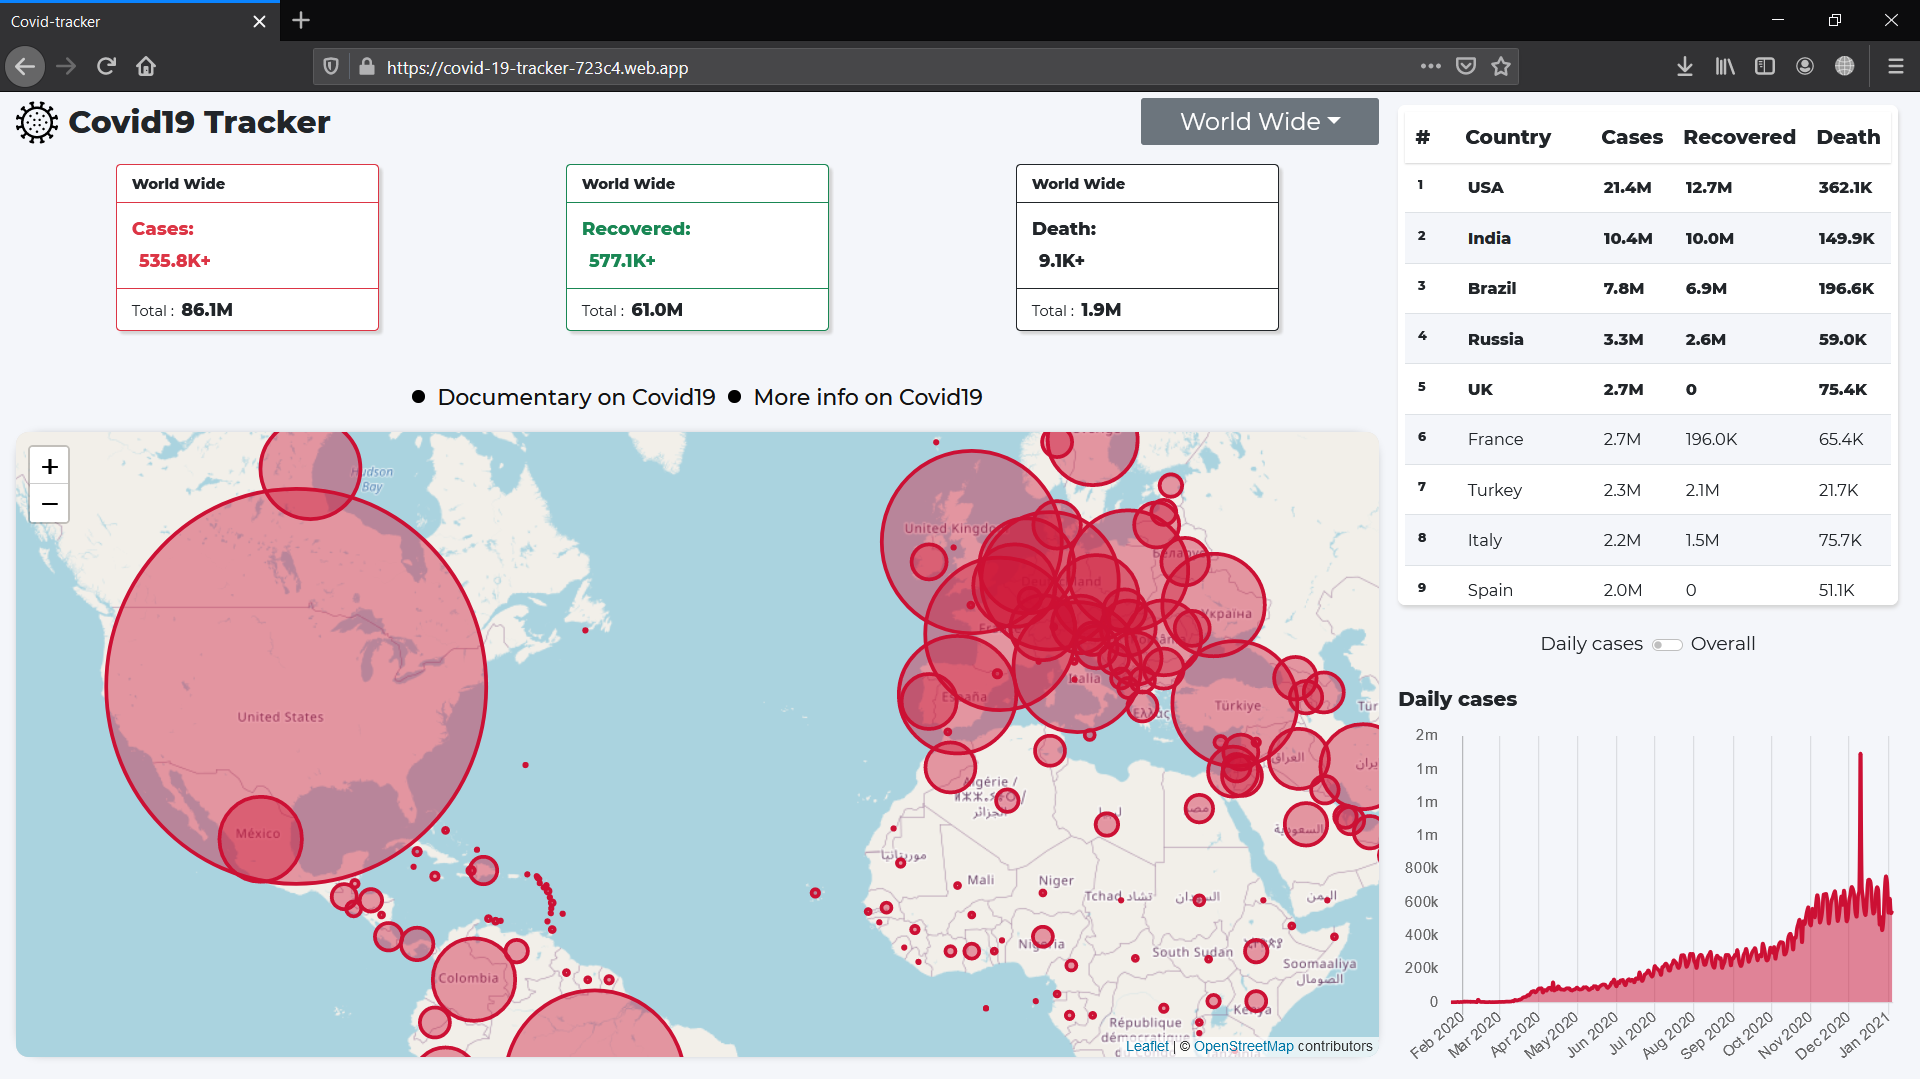 Covid-tracker
https://covid-19-tracker-723c4.web.app
Covid19 Tracker
World Wide
World Wide
Cases:
535.8K+
Total : 86.1M
World Wide
Recovered:
577.1K+
Total : 61.0M
World Wide
Death:
9.1K+
Total : 1.9M
Documentary on Covid19
More info on Covid19
+
−
Hudson
Bay
United States
México
Colombia
United Kingdo
Deutschland
Беларусь
Україна
España
Italia
Türkiye
Ελλάς
العراق
السعودية
Algérie /
الجزائر
ليبيا
مصر
موريتانيا
Mali
Niger
Tchad تشاد
السودان
اليمن
Nigeria
South Sudan
Soomaaliya
الصومال
Kenya
République
démocratique
Leaflet | © OpenStreetMap contributors
# Country Cases Recovered Death
1 USA 21.4M 12.7M 362.1K
2 India 10.4M 10.0M 149.9K
3 Brazil 7.8M 6.9M 196.6K
4 Russia 3.3M 2.6M 59.0K
5 UK 2.7M 0 75.4K
6 France 2.7M 196.0K 65.4K
7 Turkey 2.3M 2.1M 21.7K
8 Italy 2.2M 1.5M 75.7K
9 Spain 2.0M 0 51.1K
Daily cases Overall
Daily cases
2m
1m
1m
1m
800k
600k
400k
200k
0
Feb 2020 Mar 2020 Apr 2020 May2020 Jun 2020 Jul 2020 Aug 2020 Sep 2020 Oct 2020 Nov 2020 Dec 2020 Jan 2021